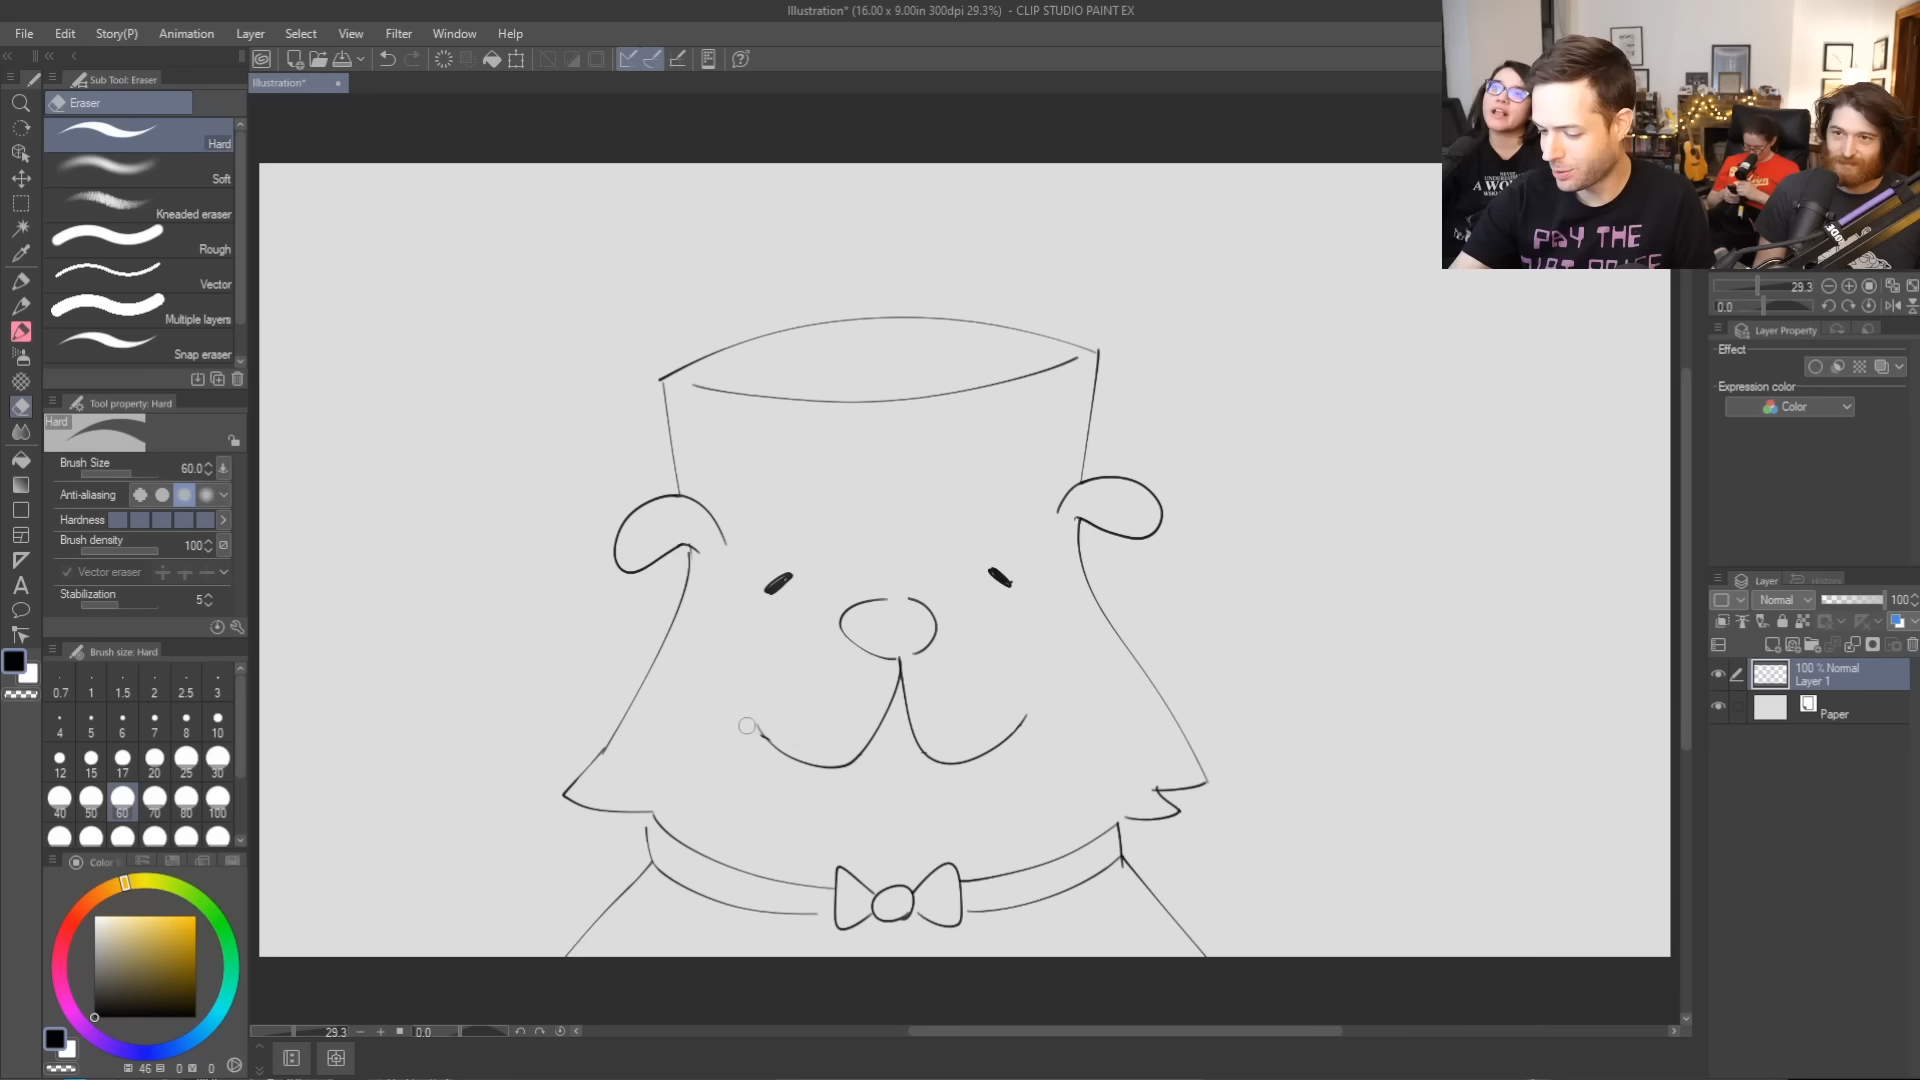 Illustration* (16.00 x 9.00in 300dpi 29.3%) - CLIP STUDIO PAINT EX
File Edit Story(P) Animation Layer Select View Filter Window Help
Sub Tool: Eraser
Illustration*
Eraser
Hard
Soft
Kneaded eraser
Rough
Vector
Multiple layers
Snap eraser
Tool property: Hard
Hard
Brush Size 60.0
Anti-aliasing
Hardness
Brush density 100
Vector eraser
Stabilization 5
Brush size: Hard
0.7 1 1.5 2 2.5 3
4 5 6 7 8 10
12 15 17 20 25 30
40 50 60 70 80 100
Color
46 0 0
29.3 0.0
PAY THE
29.3
0.0
Layer Property
Effect
Expression color
Color
Layer History
Normal 100
100 % Normal
Layer 1
Paper